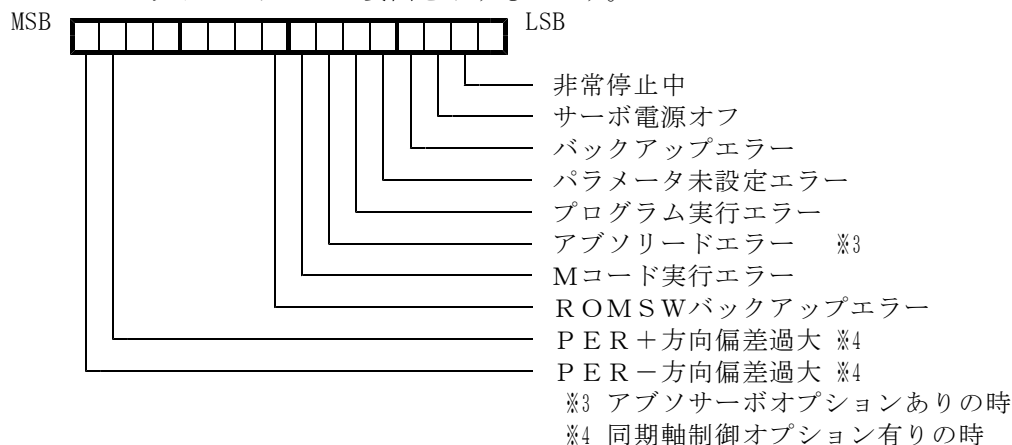 MSB LSB
非常停止中
サーボ電源オフ
バックアップエラー
パラメータ未設定エラー
プログラム実行エラー
アブソリードエラー ※3
Mコード実行エラー
ROMSWバックアップエラー
PER+方向偏差過大 ※4
PER-方向偏差過大 ※4
※3 アブソサーボオプションありの時
※4 同期軸制御オプション有りの時